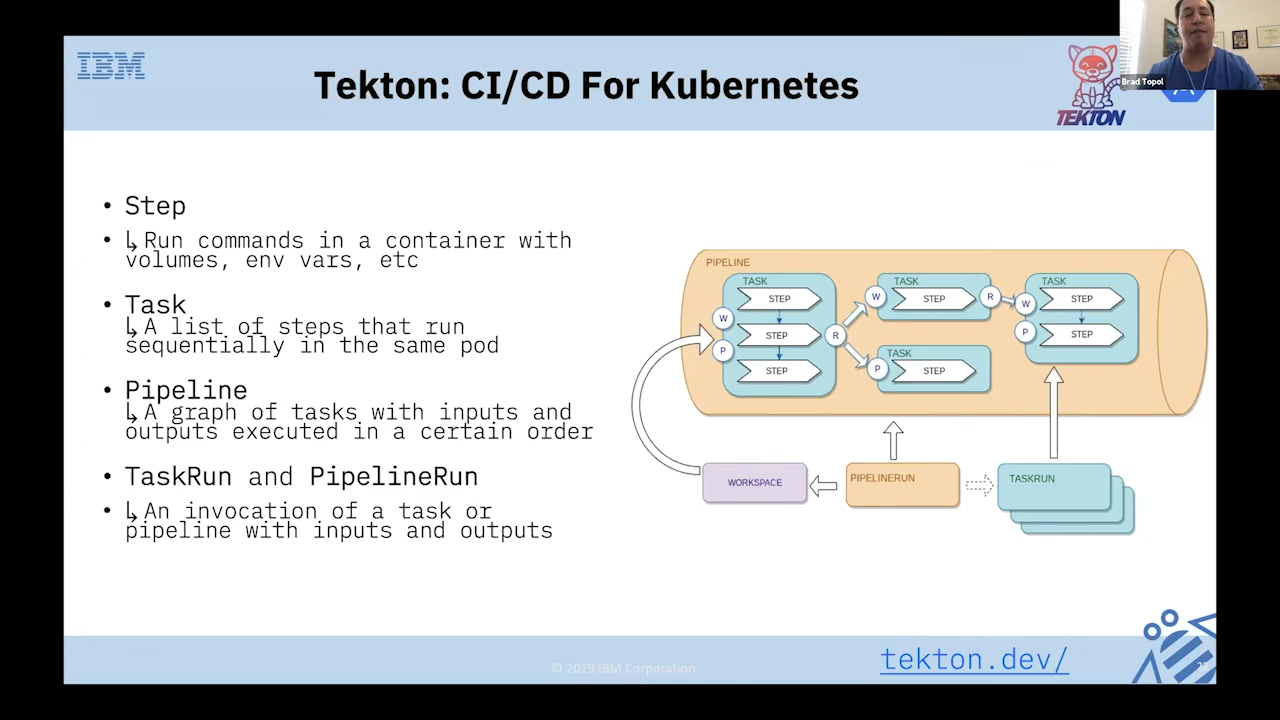 IBM
Tekton: CI/CD For Kubernetes
TEKTON
Brad Topol
• Step
• ↳Run commands in a container with
volumes, env vars, etc
• Task
↳A list of steps that run
sequentially in the same pod
• Pipeline
↳A graph of tasks with inputs and
outputs executed in a certain order
• TaskRun and PipelineRun
• ↳An invocation of a task or
pipeline with inputs and outputs
PIPELINE
TASK
STEP
STEP
STEP
W
P
R
TASK
STEP
W
R
TASK
STEP
P
TASK
STEP
STEP
W
P
WORKSPACE
PIPELINERUN
TASKRUN
© 2019 IBM Corporation
tekton.dev/